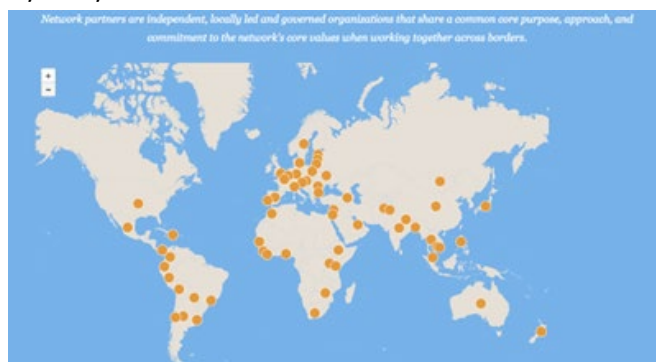 Network partners are independent, locally led and governed organizations that share a common core purpose, approach, and
commitment to the network's core values when working together across borders.
+
−